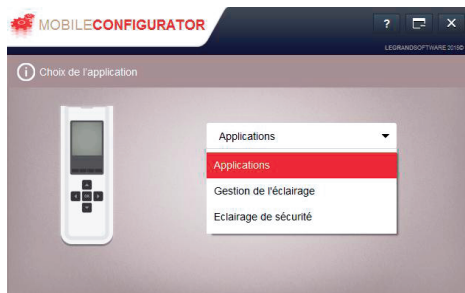 MOBILECONFIGURATOR
?
X
LEGRANDSOFTWARE 2015©
i Choix de l'application
Applications
Applications
Gestion de l'éclairage
Eclairage de sécurité